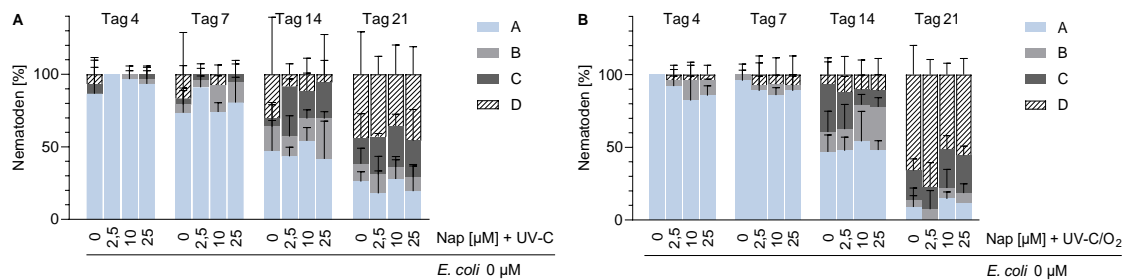 A
Tag 4 Tag 7 Tag 14 Tag 21
Nematoden [%]
100
50
0
A
B
C
D
0 2,5 10 25 0 2,5 10 25 0 2,5 10 25 0 2,5 10 25 Nap [µM] + UV-C
E. coli 0 µM
B
Tag 4 Tag 7 Tag 14 Tag 21
Nematoden [%]
100
50
0
A
B
C
D
0 2,5 10 25 0 2,5 10 25 0 2,5 10 25 0 2,5 10 25 Nap [µM] + UV-C/O₂
E. coli 0 µM